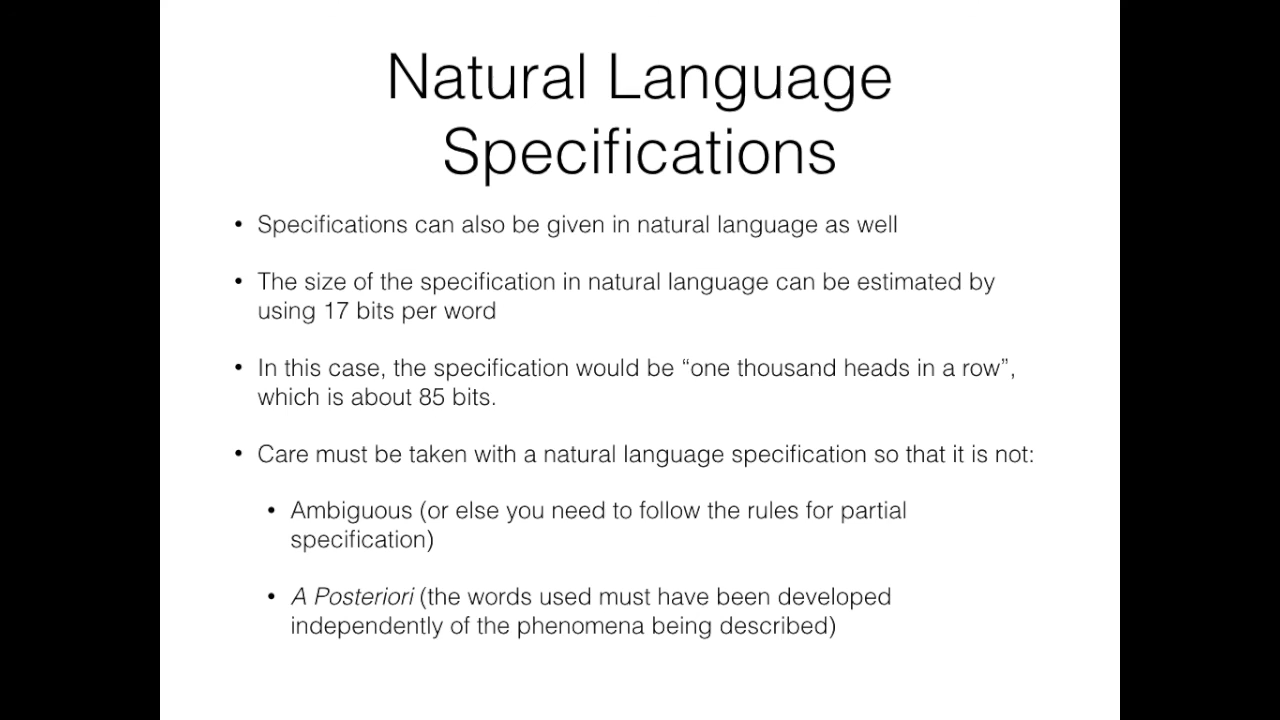 Natural Language
Specifications
• Specifications can also be given in natural language as well
• The size of the specification in natural language can be estimated by
using 17 bits per word
• In this case, the specification would be “one thousand heads in a row”,
which is about 85 bits.
• Care must be taken with a natural language specification so that it is not:
• Ambiguous (or else you need to follow the rules for partial
specification)
• A Posteriori (the words used must have been developed
independently of the phenomena being described)